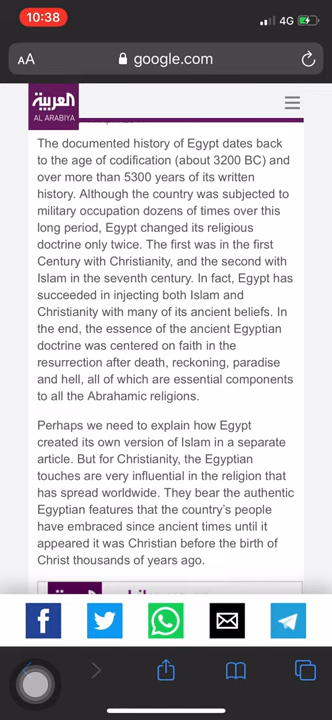 10:38
4G
AA
google.com
العربية
AL ARABIYA
The documented history of Egypt dates back
to the age of codification (about 3200 BC) and
over more than 5300 years of its written
history. Although the country was subjected to
military occupation dozens of times over this
long period, Egypt changed its religious
doctrine only twice. The first was in the first
Century with Christianity, and the second with
Islam in the seventh century. In fact, Egypt has
succeeded in injecting both Islam and
Christianity with many of its ancient beliefs. In
the end, the essence of the ancient Egyptian
doctrine was centered on faith in the
resurrection after death, reckoning, paradise
and hell, all of which are essential components
to all the Abrahamic religions.
Perhaps we need to explain how Egypt
created its own version of Islam in a separate
article. But for Christianity, the Egyptian
touches are very influential in the religion that
has spread worldwide. They bear the authentic
Egyptian features that the country's people
have embraced since ancient times until it
appeared it was Christian before the birth of
Christ thousands of years ago.